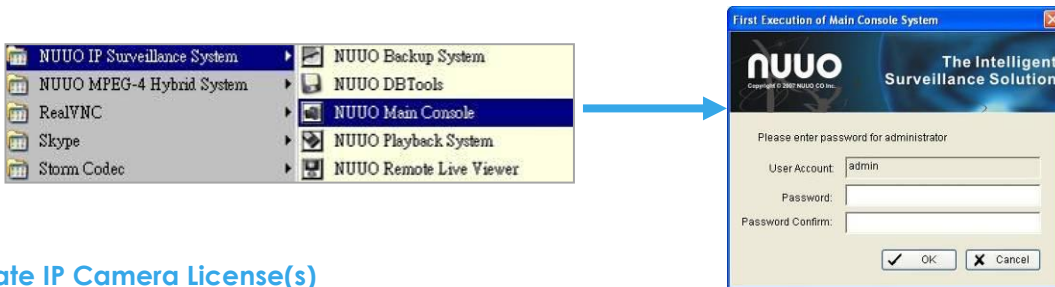 NUUO IP Surveillance System
NUUO MPEG-4 Hybrid System
RealVNC
Skype
Storm Codec
NUUO Backup System
NUUO DBTools
NUUO Main Console
NUUO Playback System
NUUO Remote Live Viewer
First Execution of Main Console System
NUUO
Copyright © 2007 NUUO CO Inc.
The Intelligent
Surveillance Solution
Please enter password for administrator
User Account: admin
Password:
Password Confirm:
OK
Cancel
ate IP Camera License(s)